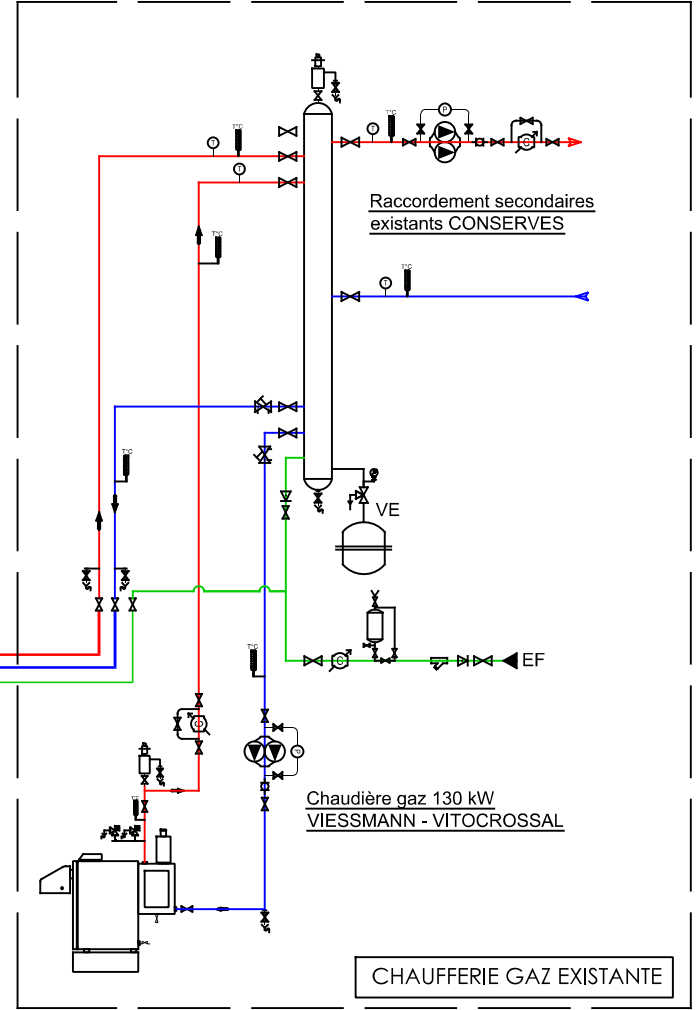 T°C
T°C
P
T
T
T
Raccordement secondaires
existants CONSERVES
T°C
T°C
T
T°C
VE
C
C
EF
T°C
C
P
T°C
Chaudière gaz 130 kW
VIESSMANN - VITOCROSSAL
CHAUFFERIE GAZ EXISTANTE